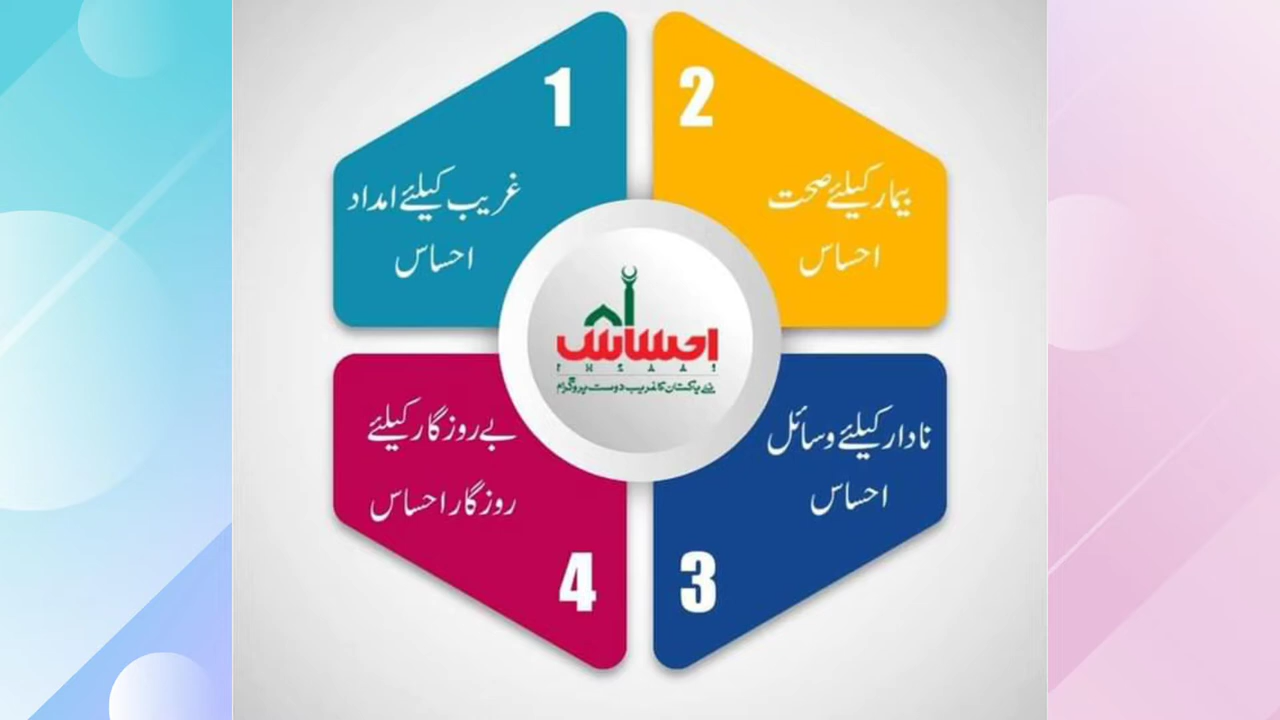 1
غریب کیلئے امداد
احساس
2
بیمار کیلئے صحت
احساس
احساس
EHSAAS
نئے پاکستان کا غریب دوست پروگرام
نادار کیلئے وسائل
احساس
3
بے روزگار کیلئے
روزگار احساس
4